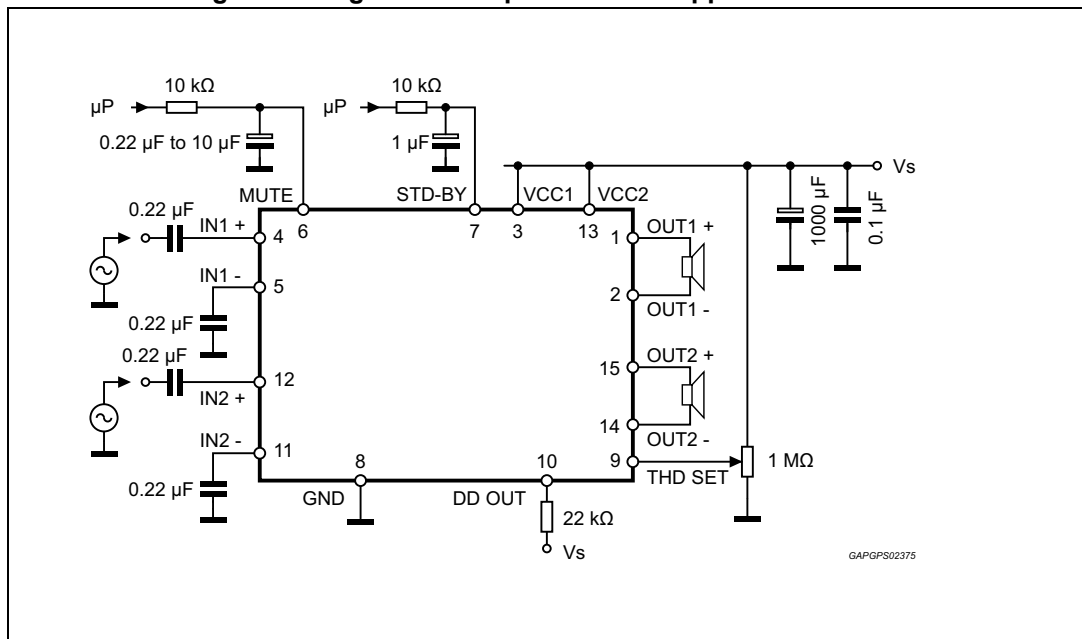 10 kΩ
10 kΩ
µP
µP
0.22 µF to 10 µF
1 µF
Vs
MUTE
STD-BY
VCC1
VCC2
1000 µF
0.1 µF
0.22 µF
IN1 +
4
6
7
3
13
1
OUT1 +
IN1 -
5
2
OUT1 -
0.22 µF
0.22 µF
12
IN2 +
15
OUT2 +
14
OUT2 -
IN2 -
11
9
THD SET
1 MΩ
0.22 µF
8
10
GND
DD OUT
22 kΩ
Vs
GAPGPS02375